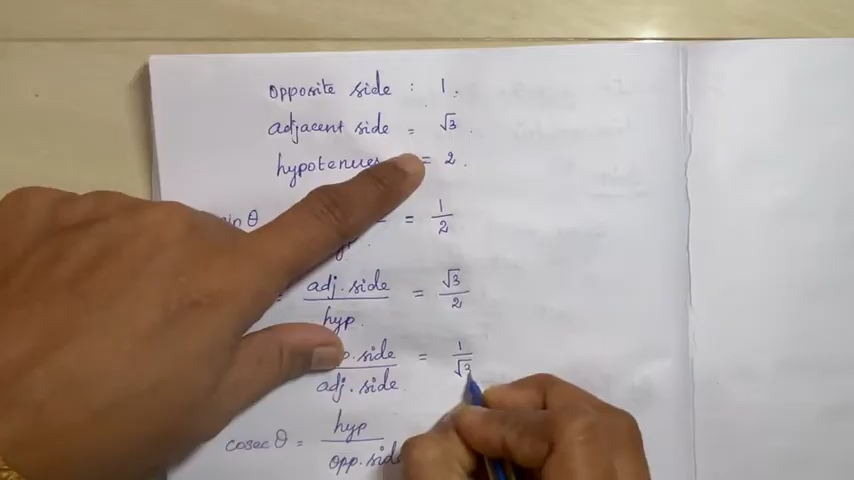 opposite side : 1.
adjacent side = √3.
hypotenues = 2.
θ = 1/2
adj. side/hyp. = √3/2
side/adj. side = 1/√3
cosec θ = hyp/opp. side